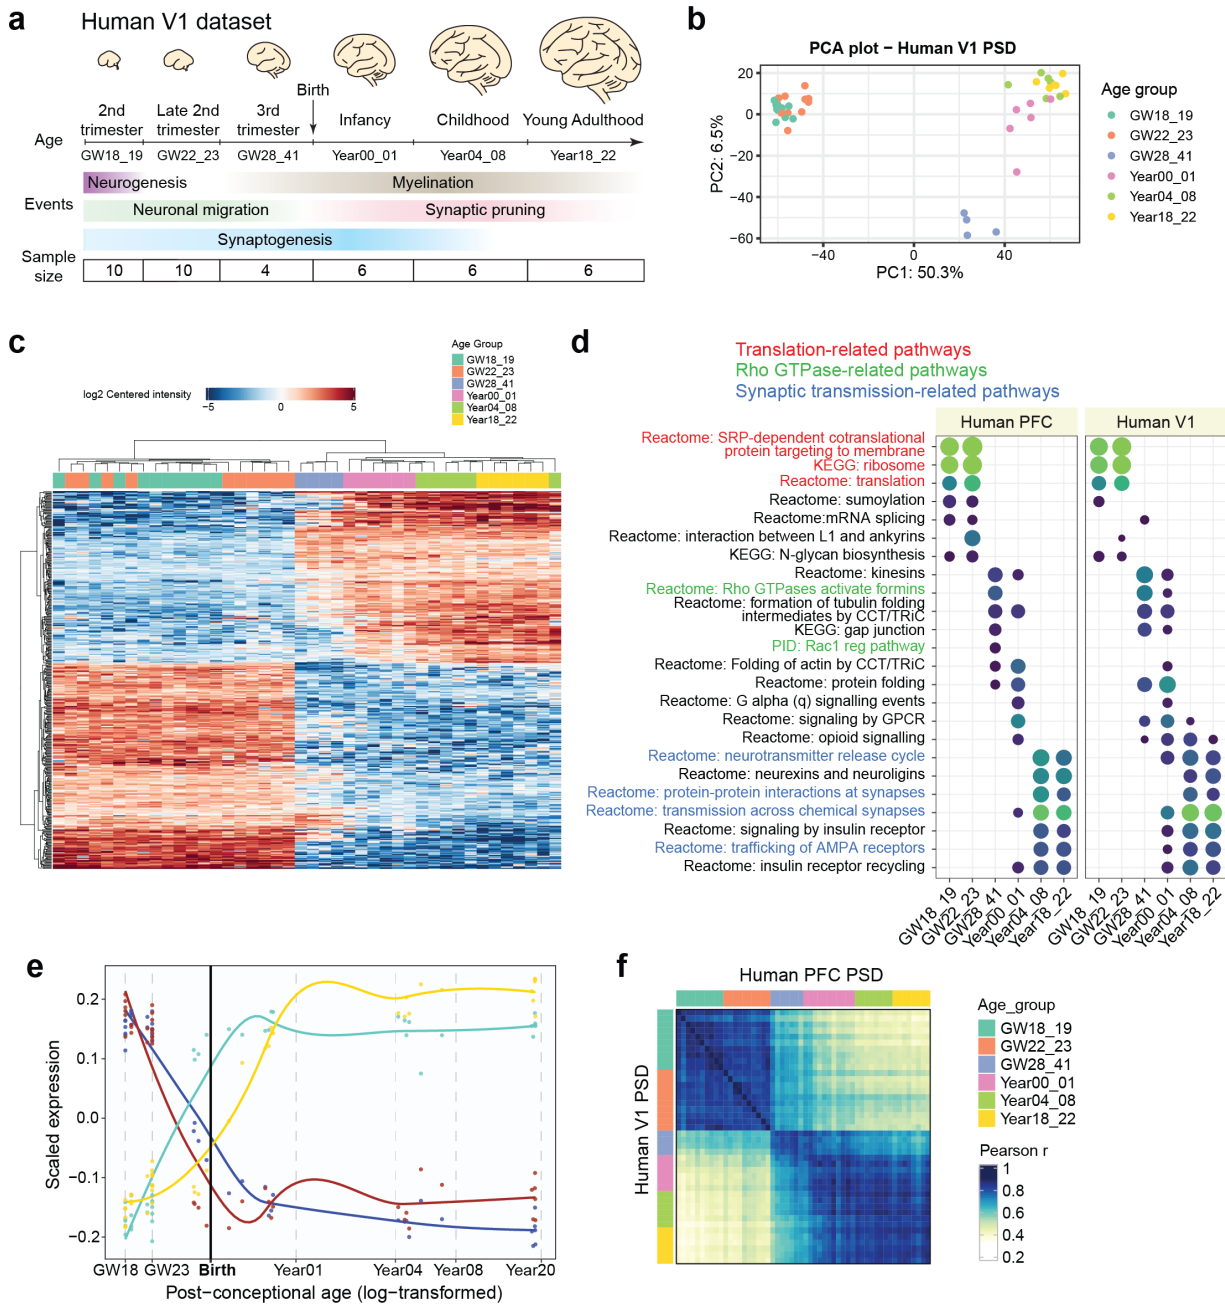 a
Human V1 dataset
Birth
2nd trimester
Late 2nd trimester
3rd trimester
Infancy
Childhood
Young Adulthood
Age
GW18_19
GW22_23
GW28_41
Year00_01
Year04_08
Year18_22
Events
Neurogenesis
Myelination
Neuronal migration
Synaptic pruning
Synaptogenesis
Sample size
10
10
4
6
6
6
b
PCA plot − Human V1 PSD
PC2: 6.5%
20
0
−20
−40
−60
−40
0
40
PC1: 50.3%
Age group
GW18_19
GW22_23
GW28_41
Year00_01
Year04_08
Year18_22
c
log2 Centered intensity
−5
0
5
Age Group
GW18_19
GW22_23
GW28_41
Year00_01
Year04_08
Year18_22
d
Translation-related pathways
Rho GTPase-related pathways
Synaptic transmission-related pathways
Human PFC
Human V1
Reactome: SRP-dependent cotranslational
protein targeting to membrane
KEGG: ribosome
Reactome: translation
Reactome: sumoylation
Reactome:mRNA splicing
Reactome: interaction between L1 and ankyrins
KEGG: N-glycan biosynthesis
Reactome: kinesins
Reactome: Rho GTPases activate formins
Reactome: formation of tubulin folding
intermediates by CCT/TRiC
KEGG: gap junction
PID: Rac1 reg pathway
Reactome: Folding of actin by CCT/TRiC
Reactome: protein folding
Reactome: G alpha (q) signalling events
Reactome: signaling by GPCR
Reactome: opioid signalling
Reactome: neurotransmitter release cycle
Reactome: neurexins and neuroligins
Reactome: protein-protein interactions at synapses
Reactome: transmission across chemical synapses
Reactome: signaling by insulin receptor
Reactome: trafficking of AMPA receptors
Reactome: insulin receptor recycling
GW18_19
GW22_23
GW28_41
Year00_01
Year04_08
Year18_22
GW18_19
GW22_23
GW28_41
Year00_01
Year04_08
Year18_22
e
Scaled expression
0.2
0.1
0.0
−0.1
−0.2
GW18
GW23
Birth
Year01
Year04
Year08
Year20
Post−conceptional age (log−transformed)
f
Human PFC PSD
Human V1 PSD
Age_group
GW18_19
GW22_23
GW28_41
Year00_01
Year04_08
Year18_22
Pearson r
1
0.8
0.6
0.4
0.2